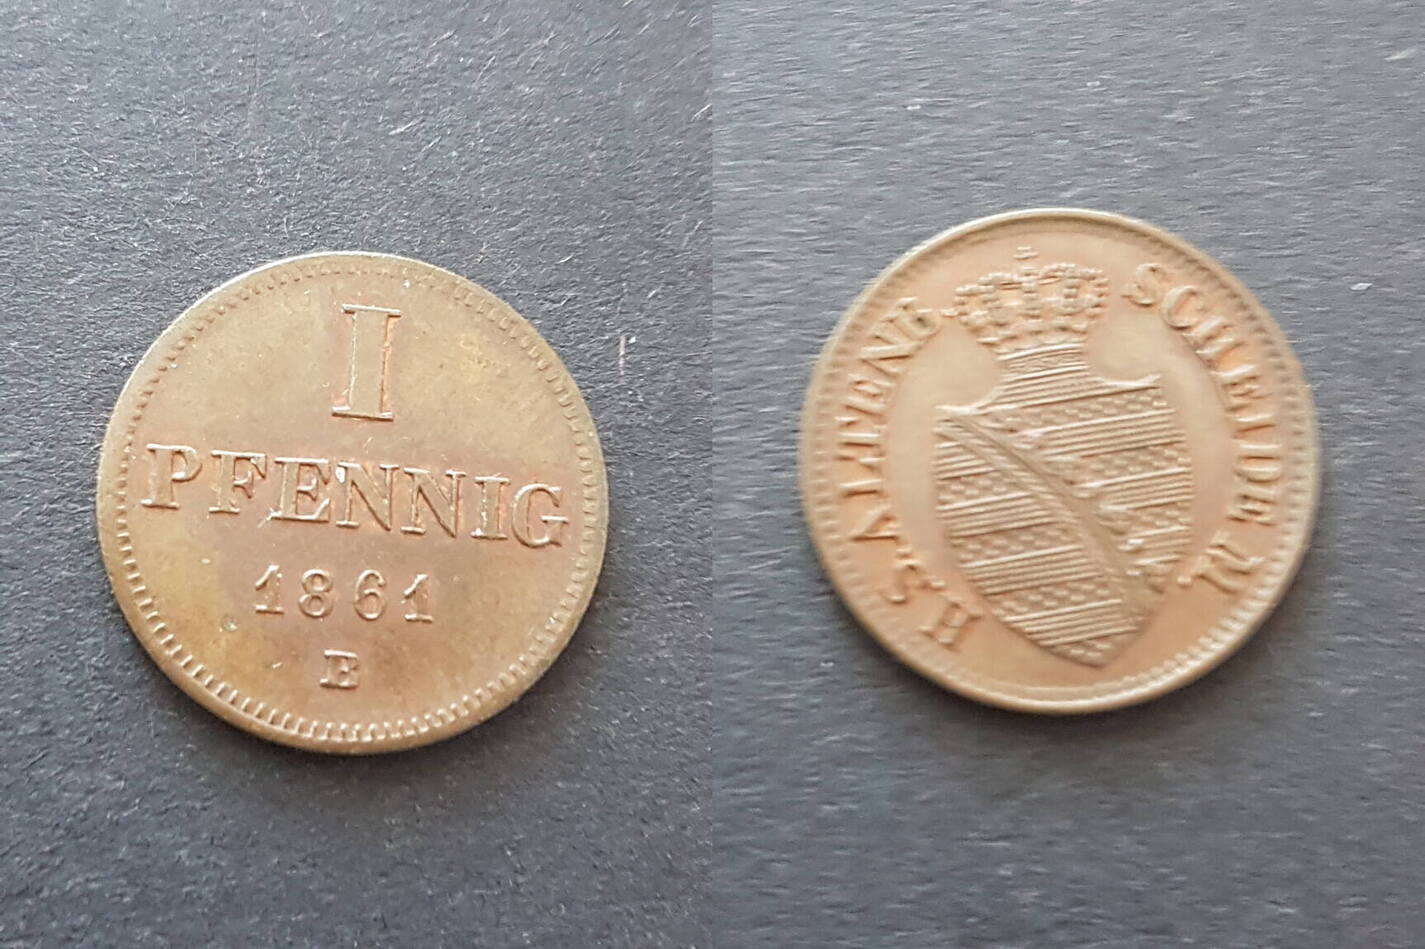 I
PFENNIG
1861
B
H. S. ALTENB.
SCHEIDE M.